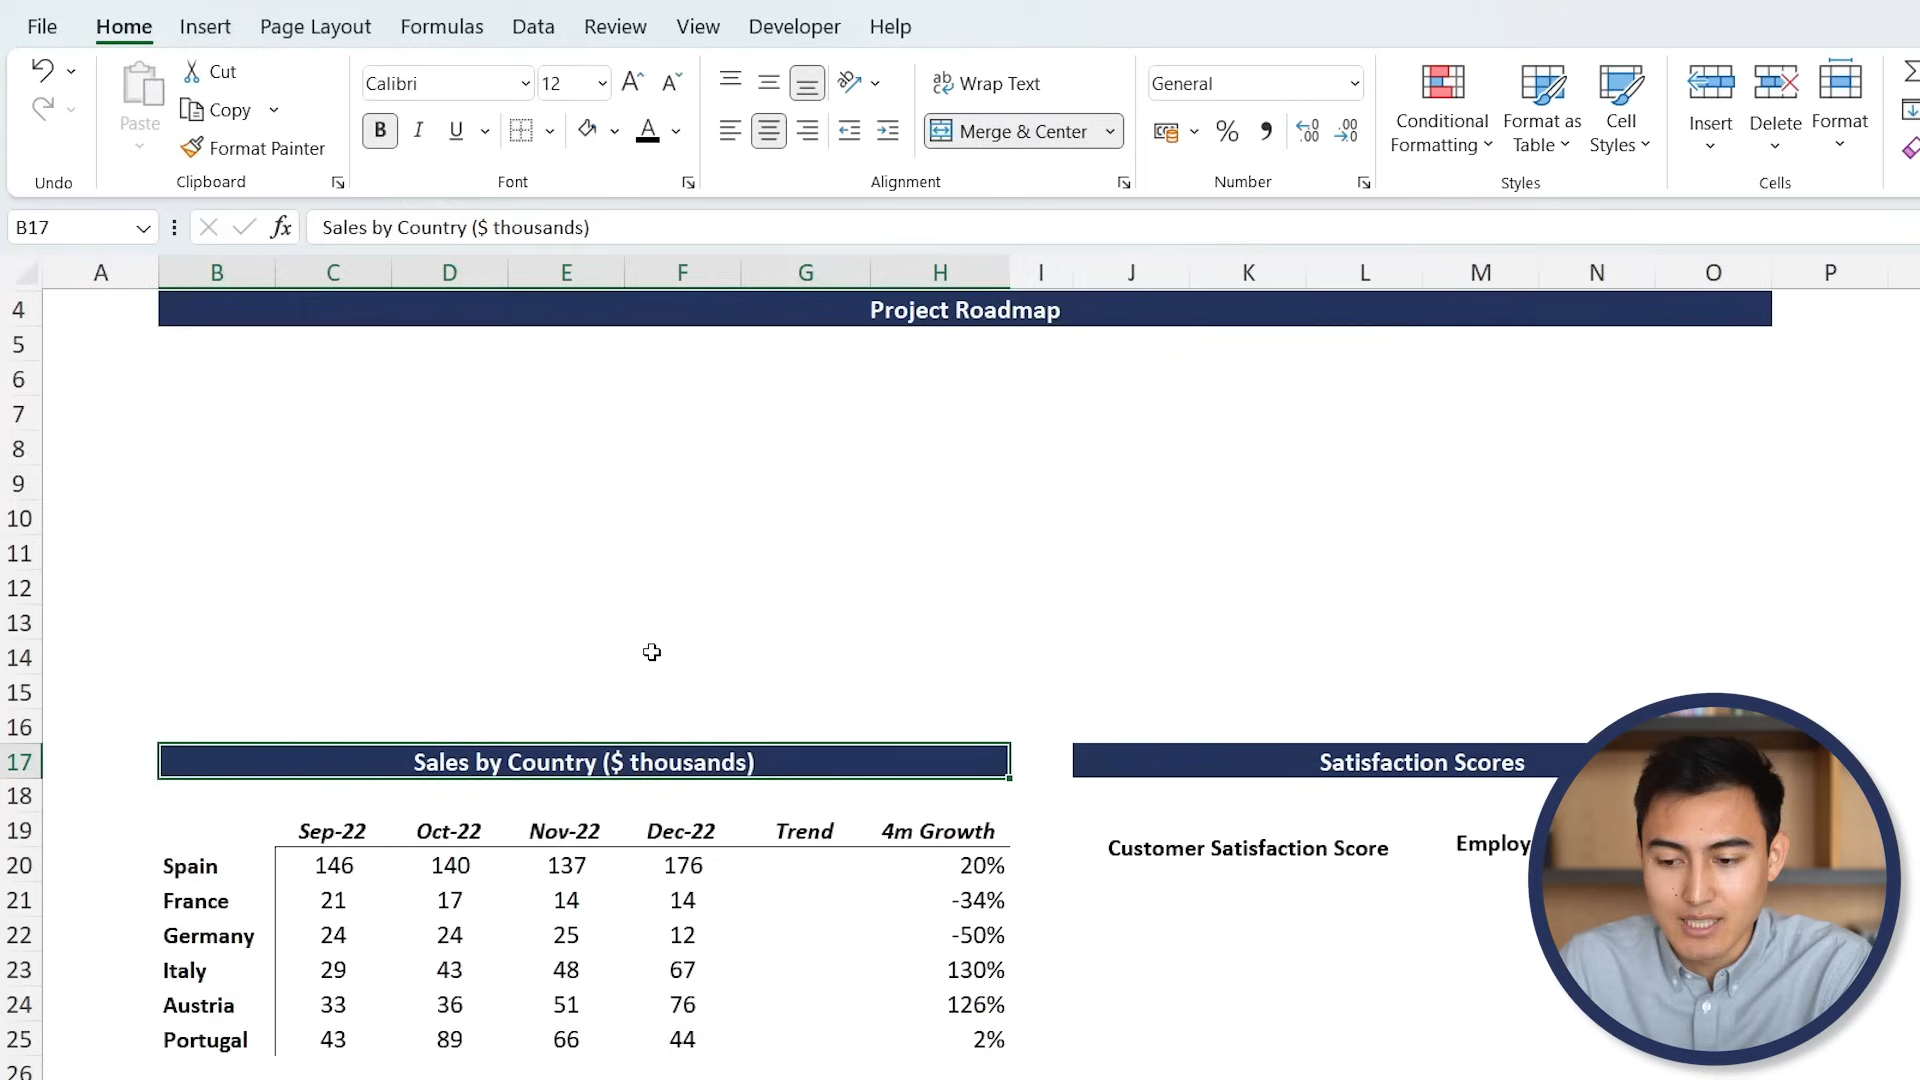 File Home Insert Page Layout Formulas Data Review View Developer Help
Cut
Copy
Format Painter
Paste
Undo
Clipboard
Calibri 12
B I U
Font
Wrap Text
Merge & Center
Alignment
General
Number
Conditional Formatting
Format as Table
Cell Styles
Styles
Insert Delete Format
Cells
B17 fx Sales by Country ($ thousands)
A B C D E F G H I J K L M N O P
4 Project Roadmap
5
6
7
8
9
10
11
12
13
14
15
16
17 Sales by Country ($ thousands) Satisfaction Scores
18
19 Sep-22 Oct-22 Nov-22 Dec-22 Trend 4m Growth
20 Spain 146 140 137 176 20% Customer Satisfaction Score Employ
21 France 21 17 14 14 -34%
22 Germany 24 24 25 12 -50%
23 Italy 29 43 48 67 130%
24 Austria 33 36 51 76 126%
25 Portugal 43 89 66 44 2%
26